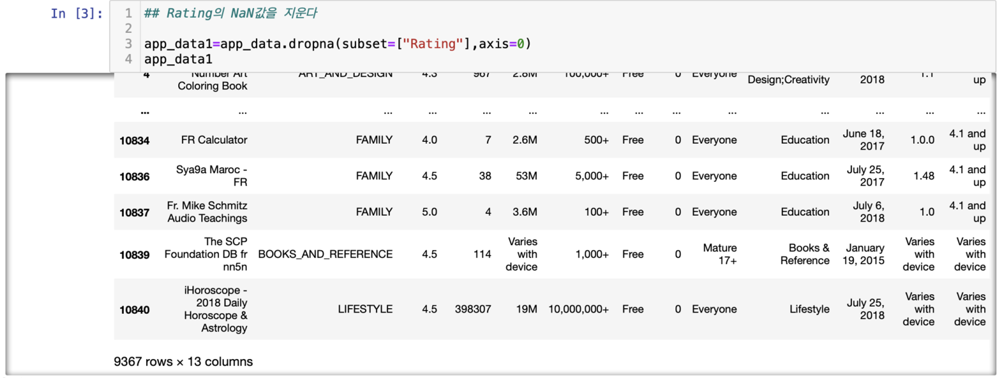 In [3]:
1 ## Rating의 NaN값을 지운다
2
3 app_data1=app_data.dropna(subset=["Rating"],axis=0)
4 app_data1
4 Number Art Coloring Book ART_AND_DESIGN 4.3 967 2.8M 100,000+ Free 0 Everyone Design;Creativity 2018 1.1 up
... ... ... ... ... ... ... ... ... ... ... ... ... ...
10834 FR Calculator FAMILY 4.0 7 2.6M 500+ Free 0 Everyone Education June 18, 2017 1.0.0 4.1 and up
10836 Sya9a Maroc - FR FAMILY 4.5 38 53M 5,000+ Free 0 Everyone Education July 25, 2017 1.48 4.1 and up
10837 Fr. Mike Schmitz Audio Teachings FAMILY 5.0 4 3.6M 100+ Free 0 Everyone Education July 6, 2018 1.0 4.1 and up
10839 The SCP Foundation DB fr nn5n BOOKS_AND_REFERENCE 4.5 114 Varies with device 1,000+ Free 0 Mature 17+ Books & Reference January 19, 2015 Varies with device Varies with device
10840 iHoroscope - 2018 Daily Horoscope & Astrology LIFESTYLE 4.5 398307 19M 10,000,000+ Free 0 Everyone Lifestyle July 25, 2018 Varies with device Varies with device
9367 rows × 13 columns